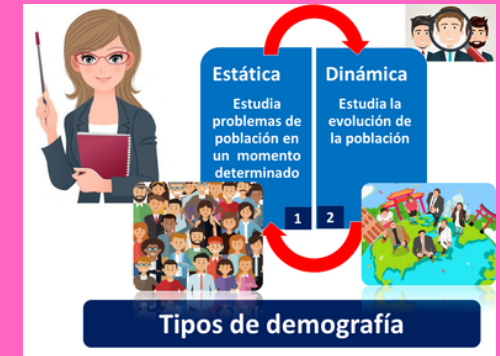 Estática
Estudia
problemas de
población en
un momento
determinado
1
Dinámica
Estudia la
evolución de
la población
2
Tipos de demografía